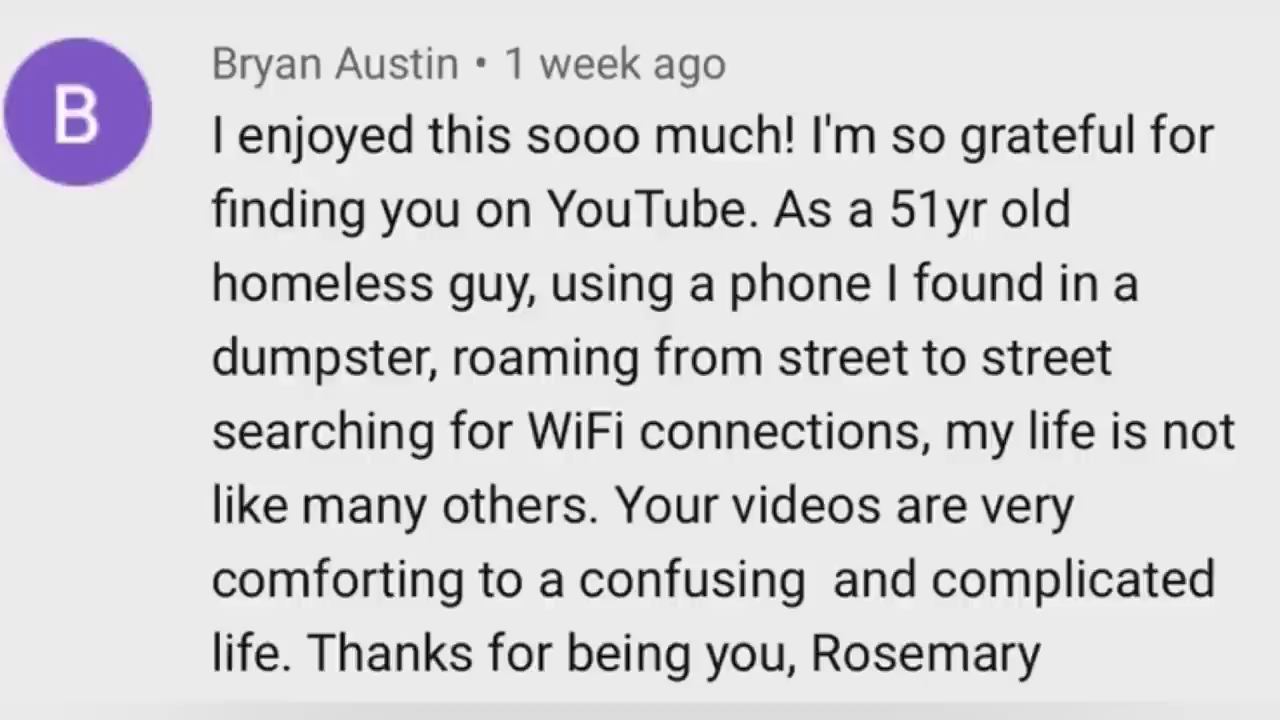 B
Bryan Austin • 1 week ago
I enjoyed this sooo much! I'm so grateful for
finding you on YouTube. As a 51yr old
homeless guy, using a phone I found in a
dumpster, roaming from street to street
searching for WiFi connections, my life is not
like many others. Your videos are very
comforting to a confusing  and complicated
life. Thanks for being you, Rosemary